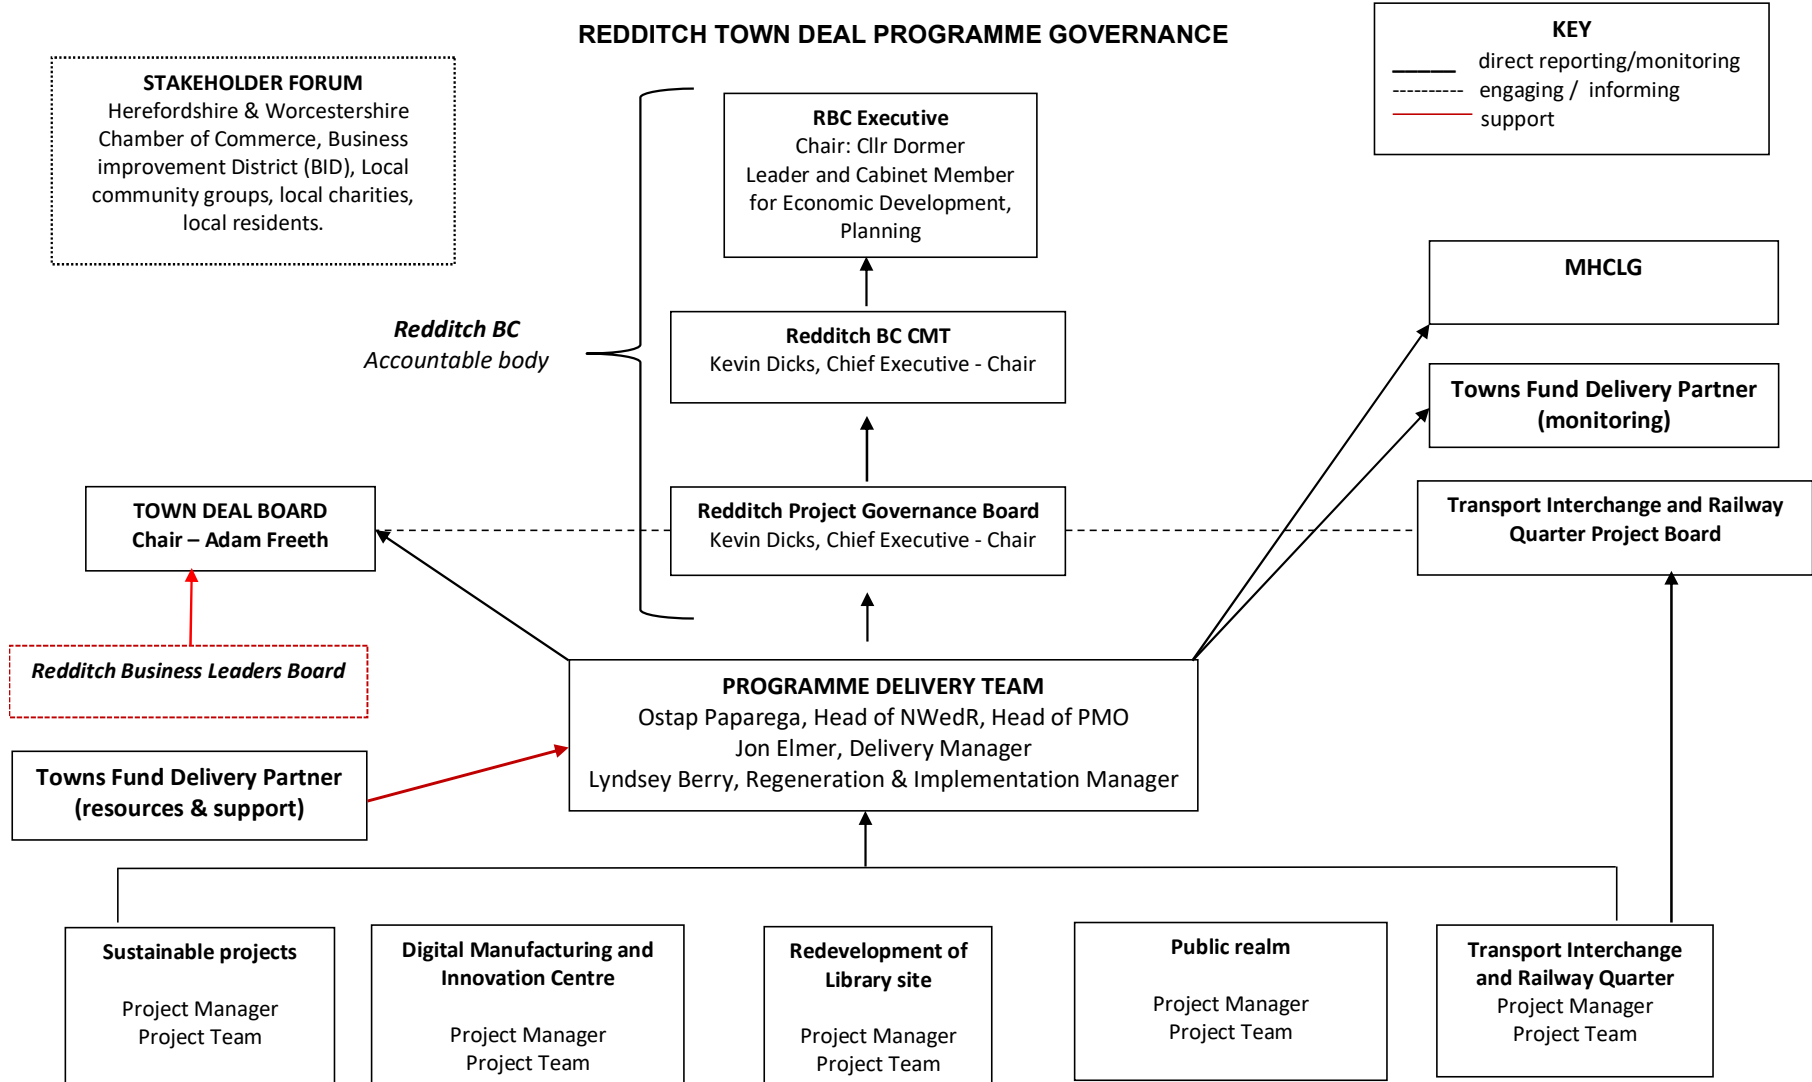 REDDITCH TOWN DEAL PROGRAMME GOVERNANCE
KEY
direct reporting/monitoring
engaging / informing
support
STAKEHOLDER FORUM
Herefordshire & Worcestershire
Chamber of Commerce, Business
improvement District (BID), Local
community groups, local charities,
local residents.
RBC Executive
Chair: Cllr Dormer
Leader and Cabinet Member
for Economic Development,
Planning
MHCLG
Redditch BC
Accountable body
Redditch BC CMT
Kevin Dicks, Chief Executive - Chair
Towns Fund Delivery Partner
(monitoring)
TOWN DEAL BOARD
Chair – Adam Freeth
Redditch Project Governance Board
Kevin Dicks, Chief Executive - Chair
Transport Interchange and Railway
Quarter Project Board
Redditch Business Leaders Board
PROGRAMME DELIVERY TEAM
Ostap Paparega, Head of NWedR, Head of PMO
Jon Elmer, Delivery Manager
Lyndsey Berry, Regeneration & Implementation Manager
Towns Fund Delivery Partner
(resources & support)
Sustainable projects
Project Manager
Project Team
Digital Manufacturing and
Innovation Centre
Project Manager
Project Team
Redevelopment of
Library site
Project Manager
Project Team
Public realm
Project Manager
Project Team
Transport Interchange
and Railway Quarter
Project Manager
Project Team